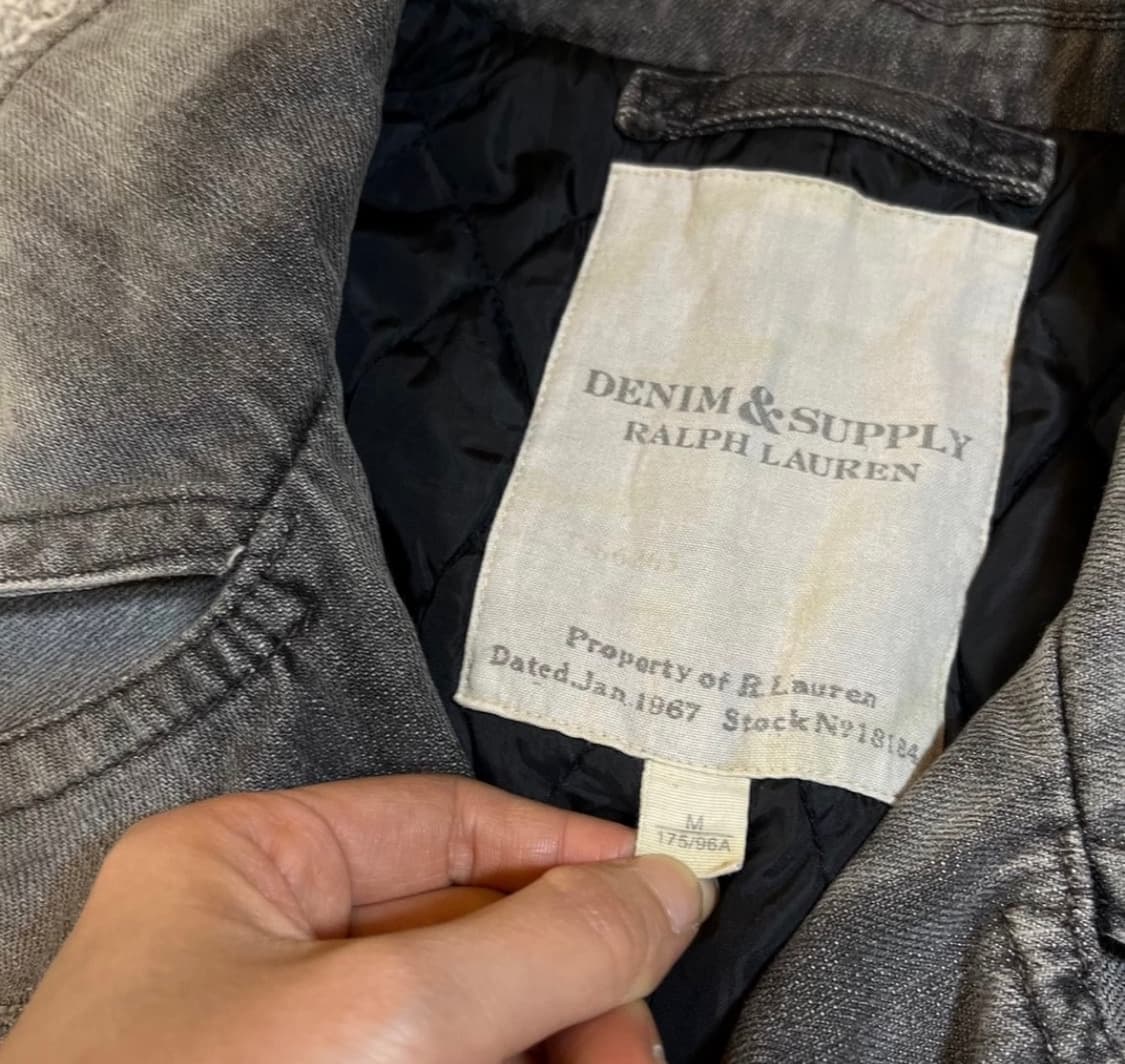 DENIM & SUPPLY
RALPH LAUREN
Property of R Lauren
Dated.Jan.1967 Stock Nº18184
M
175/96A